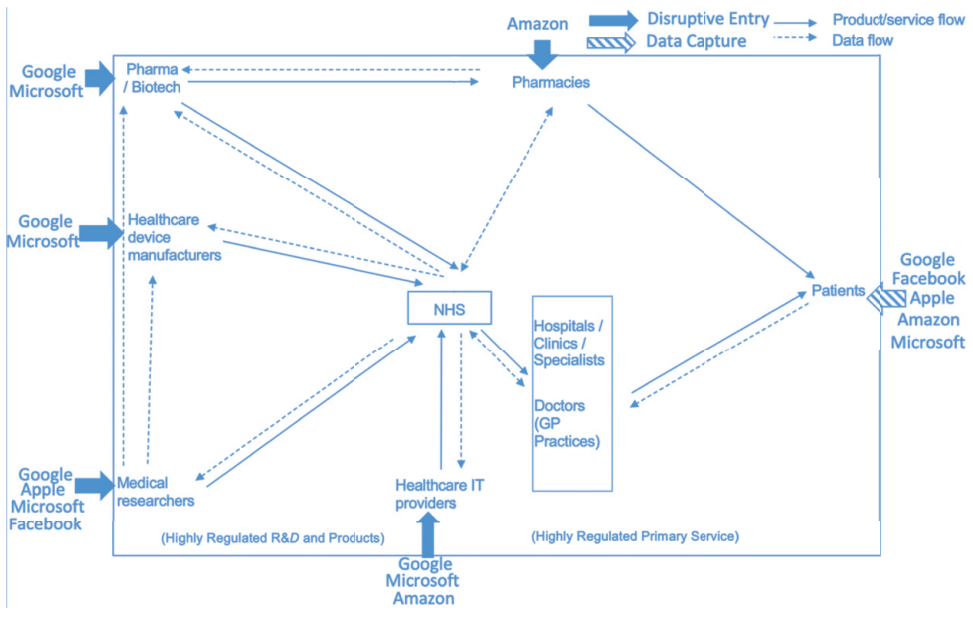 Amazon
Disruptive Entry
Product/service flow
Data Capture
Data flow
Google
Microsoft
Pharma
/ Biotech
Pharmacies
Google
Microsoft
Healthcare
device
manufacturers
Google
Facebook
Apple
Amazon
Microsoft
Patients
NHS
Hospitals /
Clinics /
Specialists
Doctors
(GP
Practices)
Google
Apple
Microsoft
Facebook
Medical
researchers
Healthcare IT
providers
(Highly Regulated R&D and Products)
(Highly Regulated Primary Service)
Google
Microsoft
Amazon